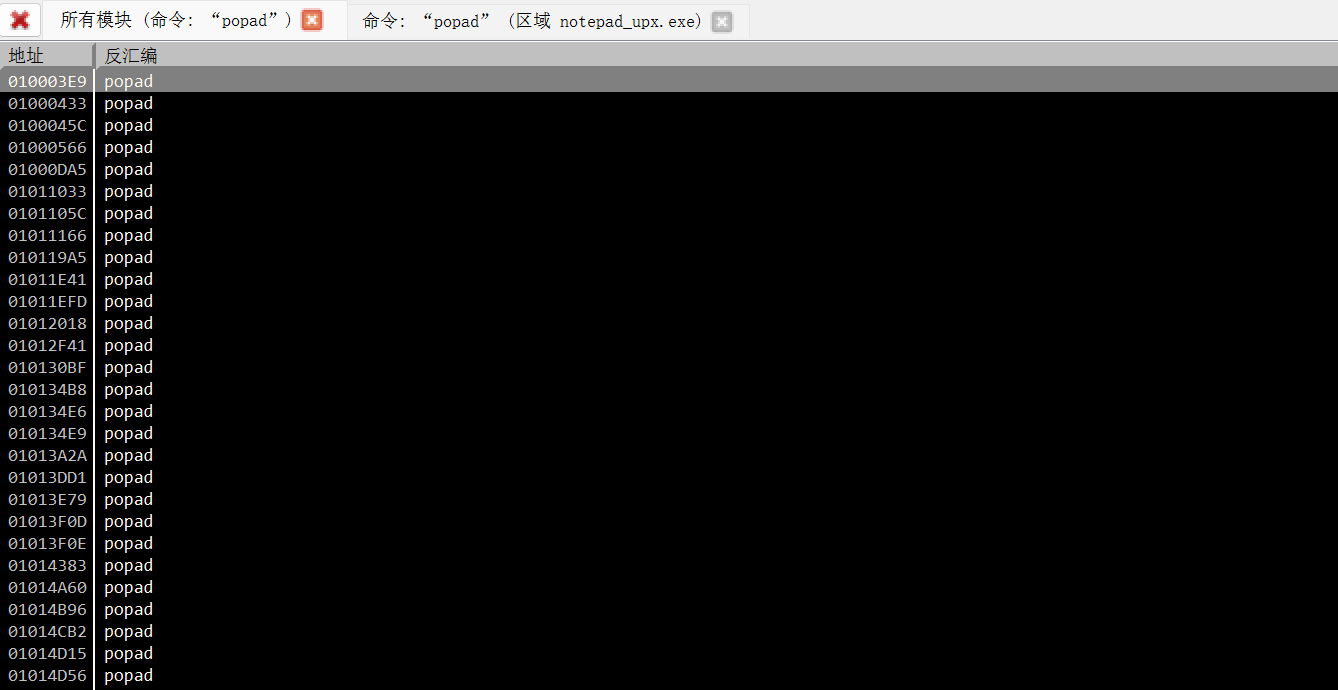 所有模块 (命令: “popad”) 命令: “popad” (区域 notepad_upx.exe)
地址 反汇编
010003E9 popad
01000433 popad
0100045C popad
01000566 popad
01000DA5 popad
01011033 popad
0101105C popad
01011166 popad
010119A5 popad
01011E41 popad
01011EFD popad
01012018 popad
01012F41 popad
010130BF popad
010134B8 popad
010134E6 popad
010134E9 popad
01013A2A popad
01013DD1 popad
01013E79 popad
01013F0D popad
01013F0E popad
01014383 popad
01014A60 popad
01014B96 popad
01014CB2 popad
01014D15 popad
01014D56 popad